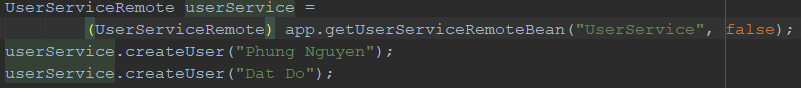 UserServiceRemote userService =
(UserServiceRemote) app.getUserServiceRemoteBean("UserService", false);
userService.createUser("Phung Nguyen");
userService.createUser("Dat Do");